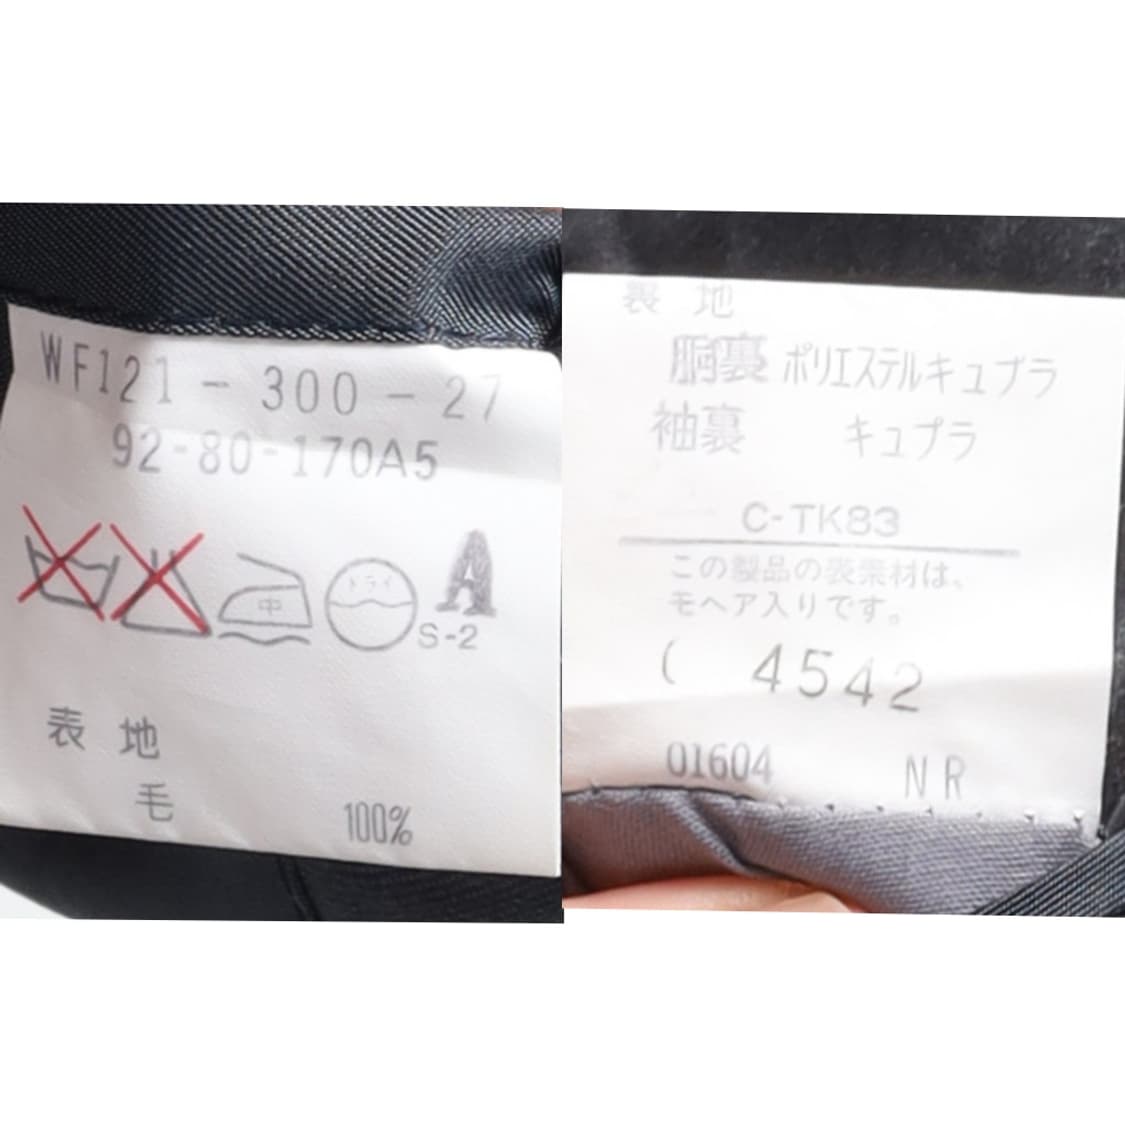 WF121-300-27
92-80-170A5
中
ドライ
A
S-2
表地
毛 100%
表地
胴裏 ポリエステルキュプラ
袖裏 キュプラ
C-TK83
この製品の表素材は、
モヘア入りです。
( 4542
01604 NR